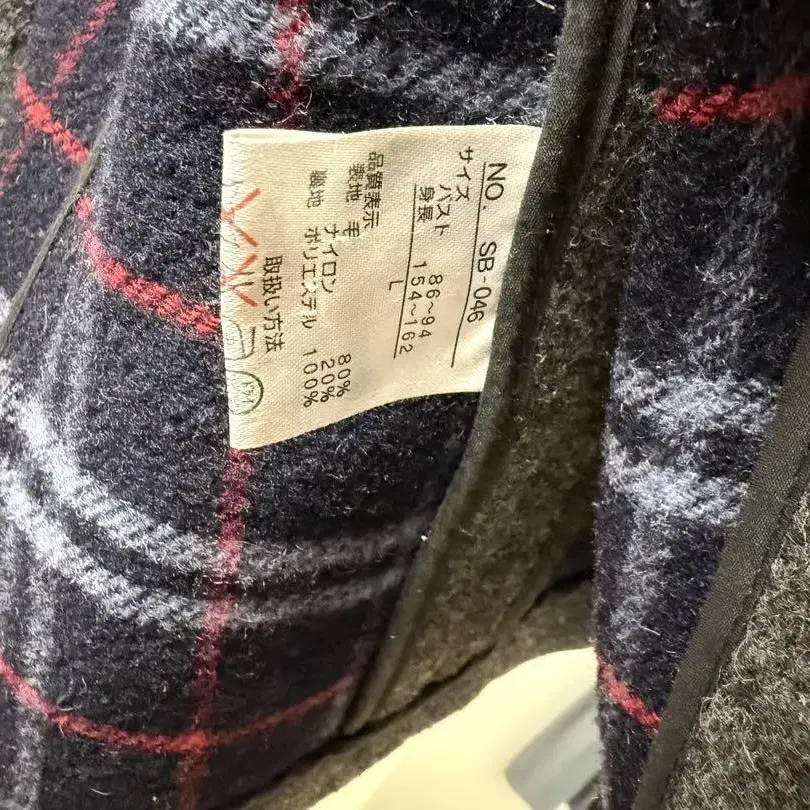 NO. SB-046
サイズ
バスト 86~94
身長 154~162
L
品質表示
表地 毛 80%
ナイロン 20%
ポリエステル 100%
取扱い方法